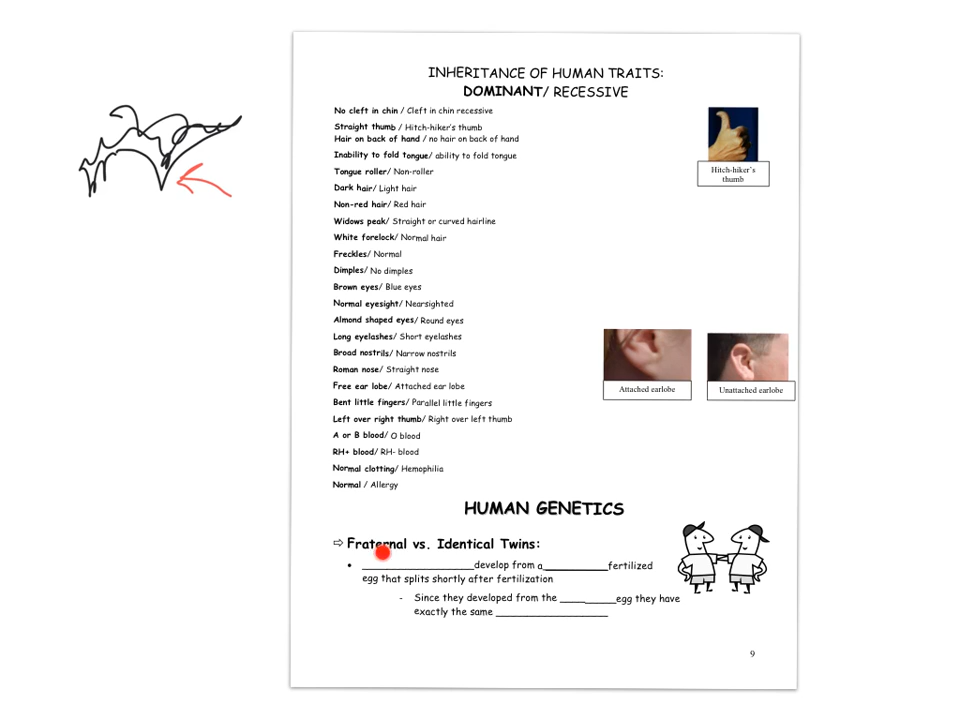 INHERITANCE OF HUMAN TRAITS:
DOMINANT/ RECESSIVE
No cleft in chin / Cleft in chin recessive
Straight thumb / Hitch-hiker's thumb
Hair on back of hand / no hair on back of hand
Inability to fold tongue/ ability to fold tongue
Tongue roller/ Non-roller
Dark hair/ Light hair
Non-red hair/ Red hair
Widows peak/ Straight or curved hairline
White forelock/ Normal hair
Freckles/ Normal
Dimples/ No dimples
Brown eyes/ Blue eyes
Normal eyesight/ Nearsighted
Almond shaped eyes/ Round eyes
Long eyelashes/ Short eyelashes
Broad nostrils/ Narrow nostrils
Roman nose/ Straight nose
Free ear lobe/ Attached ear lobe
Bent little fingers/ Parallel little fingers
Left over right thumb/ Right over left thumb
A or B blood/ O blood
RH+ blood/ RH- blood
Normal clotting/ Hemophilia
Normal / Allergy
Hitch-hiker's
thumb
Attached earlobe
Unattached earlobe
HUMAN GENETICS
⇨ Fraternal vs. Identical Twins:
• ____________________develop from a___________fertilized
egg that splits shortly after fertilization
- Since they developed from the __________egg they have
exactly the same ____________________
9